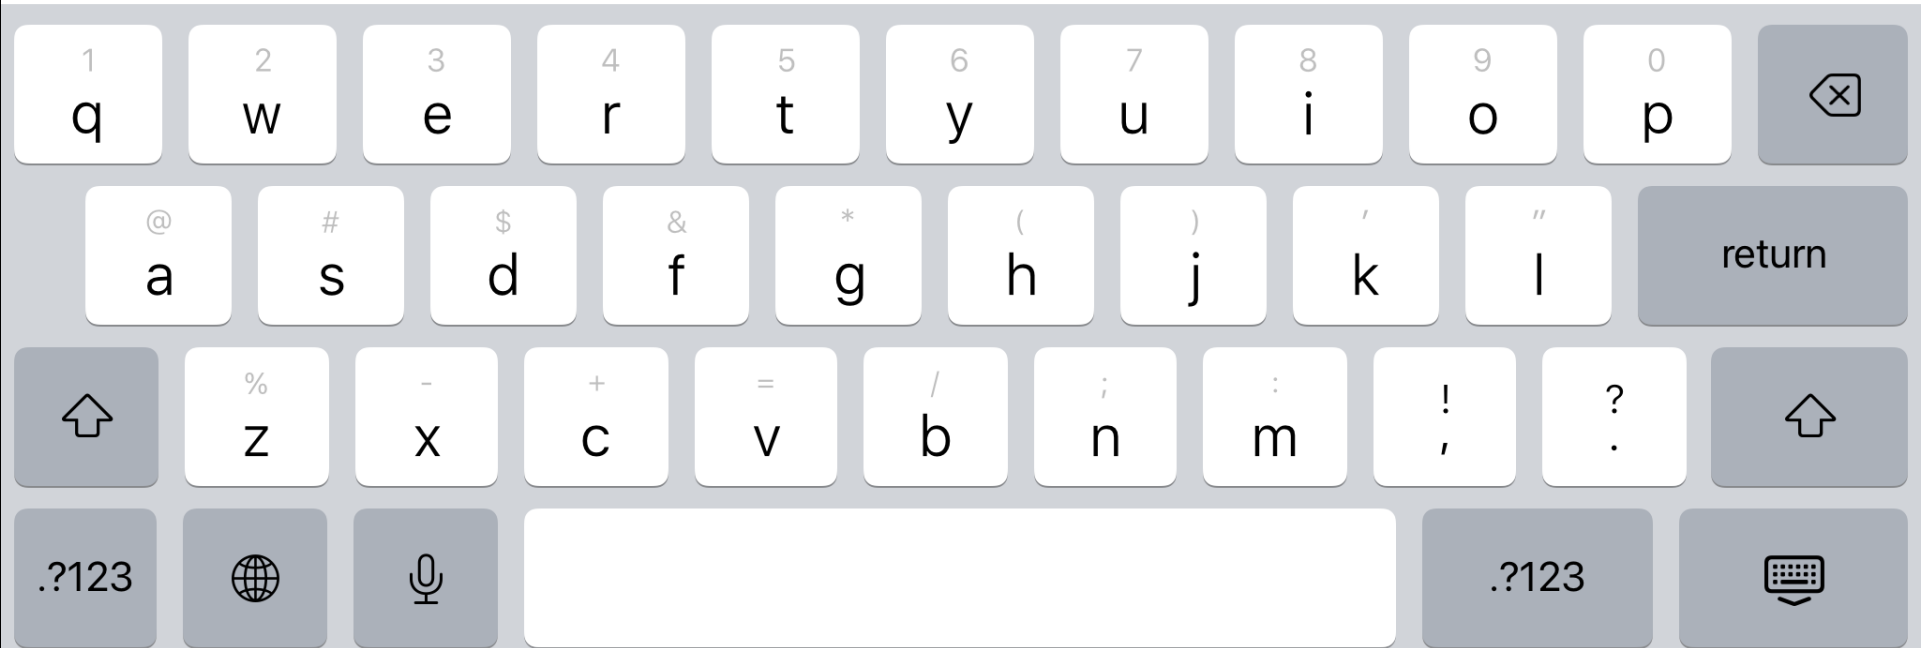 1 2 3 4 5 6 7 8 9 0
q w e r t y u i o p
@ # $ & * ( ) ′ ″
a s d f g h j k l return
% - + = / ; : ! ?
z x c v b n m , .
.?123 .?123